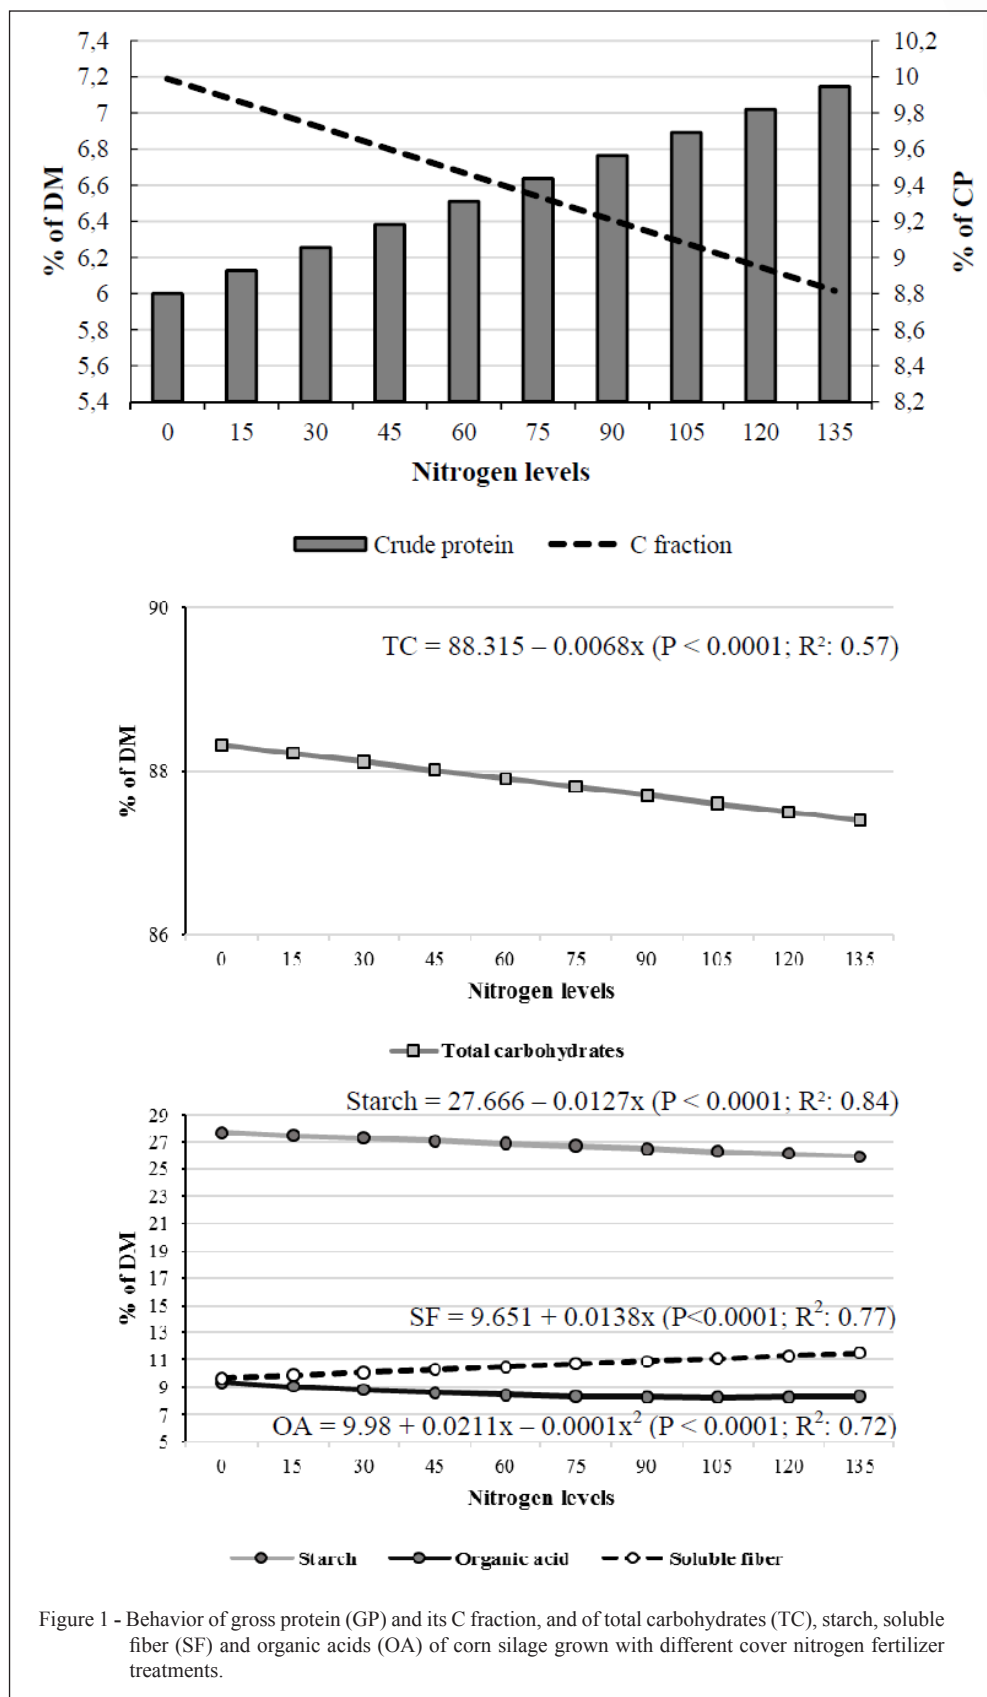 7,4
7,2
7
6,8
6,6
6,4
6,2
6
5,8
5,6
5,4
% of DM
10,2
10
9,8
9,6
9,4
9,2
9
8,8
8,6
8,4
8,2
% of CP
0 15 30 45 60 75 90 105 120 135
Nitrogen levels
Crude protein C fraction
90
88
86
% of DM
TC = 88.315 – 0.0068x (P < 0.0001; R²: 0.57)
0 15 30 45 60 75 90 105 120 135
Nitrogen levels
Total carbohydrates
Starch = 27.666 – 0.0127x (P < 0.0001; R²: 0.84)
29
27
25
23
21
19
17
15
13
11
9
7
5
% of DM
SF = 9.651 + 0.0138x (P<0.0001; R²: 0.77)
OA = 9.98 + 0.0211x – 0.0001x² (P < 0.0001; R²: 0.72)
0 15 30 45 60 75 90 105 120 135
Nitrogen levels
Starch Organic acid Soluble fiber
Figure 1 - Behavior of gross protein (GP) and its C fraction, and of total carbohydrates (TC), starch, soluble
fiber (SF) and organic acids (OA) of corn silage grown with different cover nitrogen fertilizer
treatments.